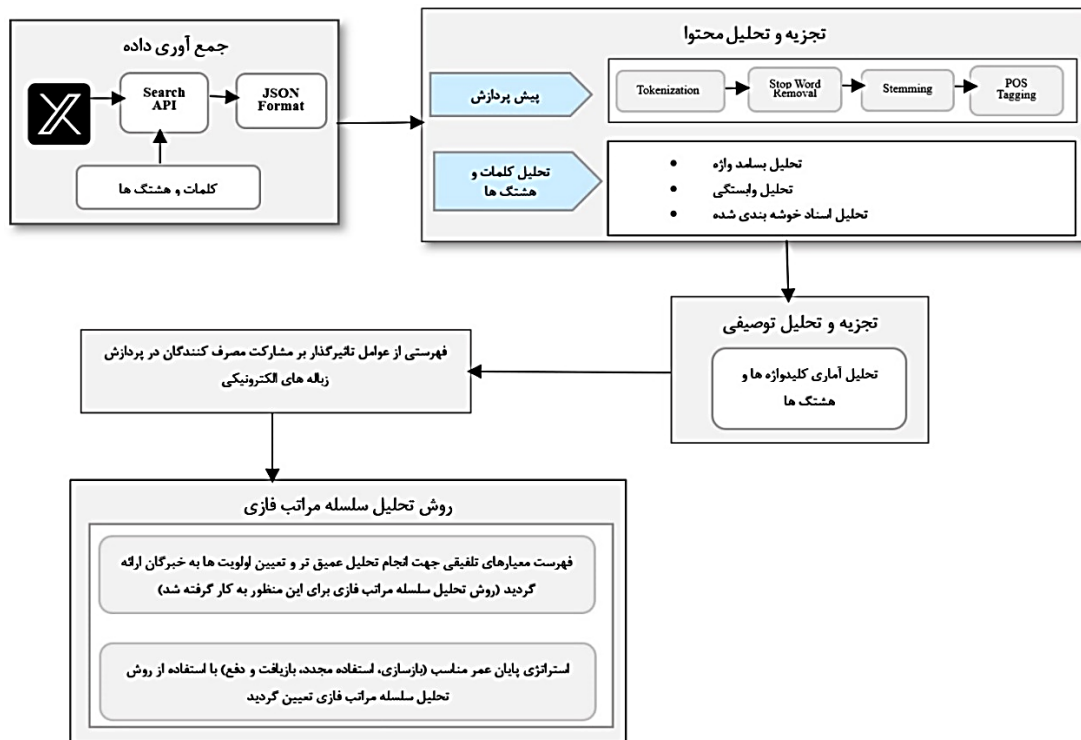 جمع آوری داده
Search
API
JSON
Format
کلمات و هشتگ ها
تجزیه و تحلیل محتوا
پیش پردازش
Tokenization
Stop Word
Removal
Stemming
POS
Tagging
تحلیل کلمات و
هشتگ ها
• تحلیل بسامد واژه
• تحلیل وابستگی
• تحلیل اسناد خوشه بندی شده
تجزیه و تحلیل توصیفی
تحلیل آماری کلیدواژه ها و
هشتگ ها
فهرستی از عوامل تاثیرگذار بر مشارکت مصرف کنندگان در پردازش
زباله های الکترونیکی
روش تحلیل سلسله مراتب فازی
فهرست معیارهای تلفیقی جهت انجام تحلیل عمیق تر و تعیین اولویت ها به خبرگان ارائه
گردید (روش تحلیل سلسله مراتب فازی برای این منظور به کار گرفته شد)
استراتژی پایان عمر مناسب (بازسازی، استفاده مجدد، بازیافت و دفع) با استفاده از روش
تحلیل سلسله مراتب فازی تعیین گردید